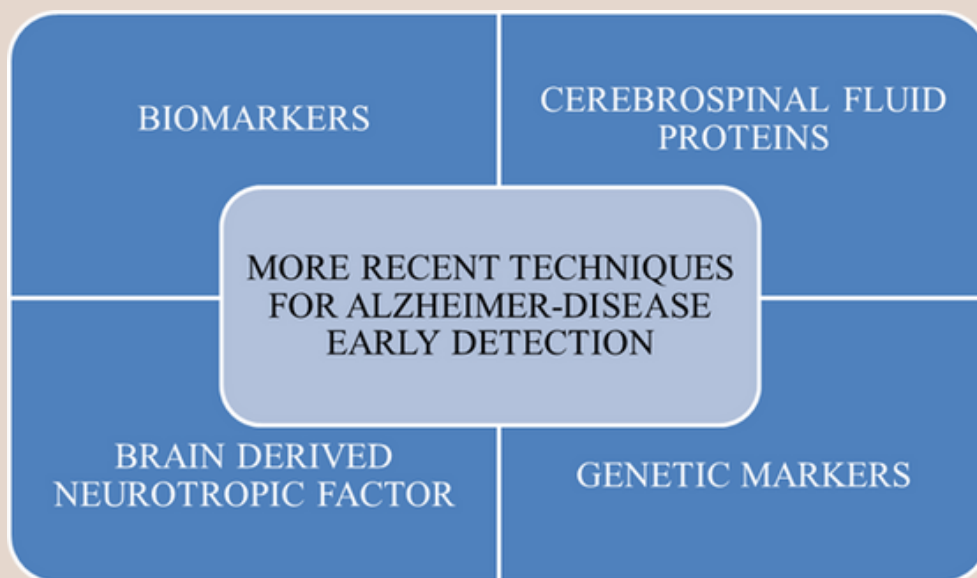 BIOMARKERS
CEREBROSPINAL FLUID
PROTEINS
MORE RECENT TECHNIQUES
FOR ALZHEIMER-DISEASE
EARLY DETECTION
BRAIN DERIVED
NEUROTROPIC FACTOR
GENETIC MARKERS